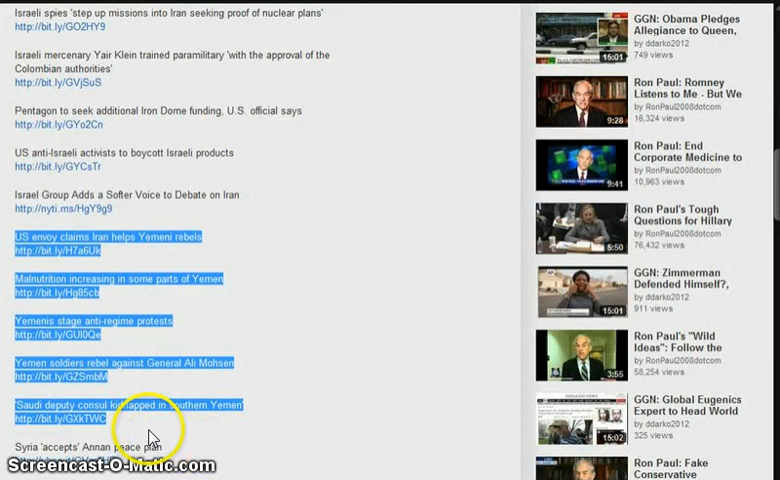 Israeli spies 'step up missions into Iran seeking proof of nuclear plans'
http://bit.ly/GO2HY9
Israeli mercenary Yair Klein trained paramilitary 'with the approval of the
Colombian authorities'
http://bit.ly/GVjSuS
Pentagon to seek additional Iron Dome funding, U.S. official says
http://bit.ly/GYo2Cn
US anti-Israeli activists to boycott Israeli products
http://bit.ly/GYCsTr
Israel Group Adds a Softer Voice to Debate on Iran
http://nyti.ms/HgY9g9
US envoy claims Iran helps Yemeni rebels
http://bit.ly/H7a6Uk
Malnutrition increasing in some parts of Yemen
http://bit.ly/Hg85cb
Yemenis stage anti-regime protests
http://bit.ly/GUl0Qe
Yemen soldiers rebel against General Ali Mohsen
http://bit.ly/GZSmbM
'Saudi deputy consul kidnapped in southern Yemen'
http://bit.ly/GXkTWC
Syria 'accepts' Annan peace plan
Screencast-O-Matic.com
GGN: Obama Pledges
Allegiance to Queen,
by ddarko2012
749 views
15:01
Ron Paul: Romney
Listens to Me - But We
by RonPaul2008dotcom
16,324 views
9:28
Ron Paul: End
Corporate Medicine to
by RonPaul2008dotcom
10,963 views
9:41
Ron Paul's Tough
Questions for Hillary
by RonPaul2008dotcom
76,432 views
5:50
GGN: Zimmerman
Defended Himself?,
by ddarko2012
911 views
15:01
Ron Paul's "Wild
Ideas": Follow the
by RonPaul2008dotcom
58,254 views
3:55
GGN: Global Eugenics
Expert to Head World
by ddarko2012
325 views
15:02
Ron Paul: Fake
Conservative